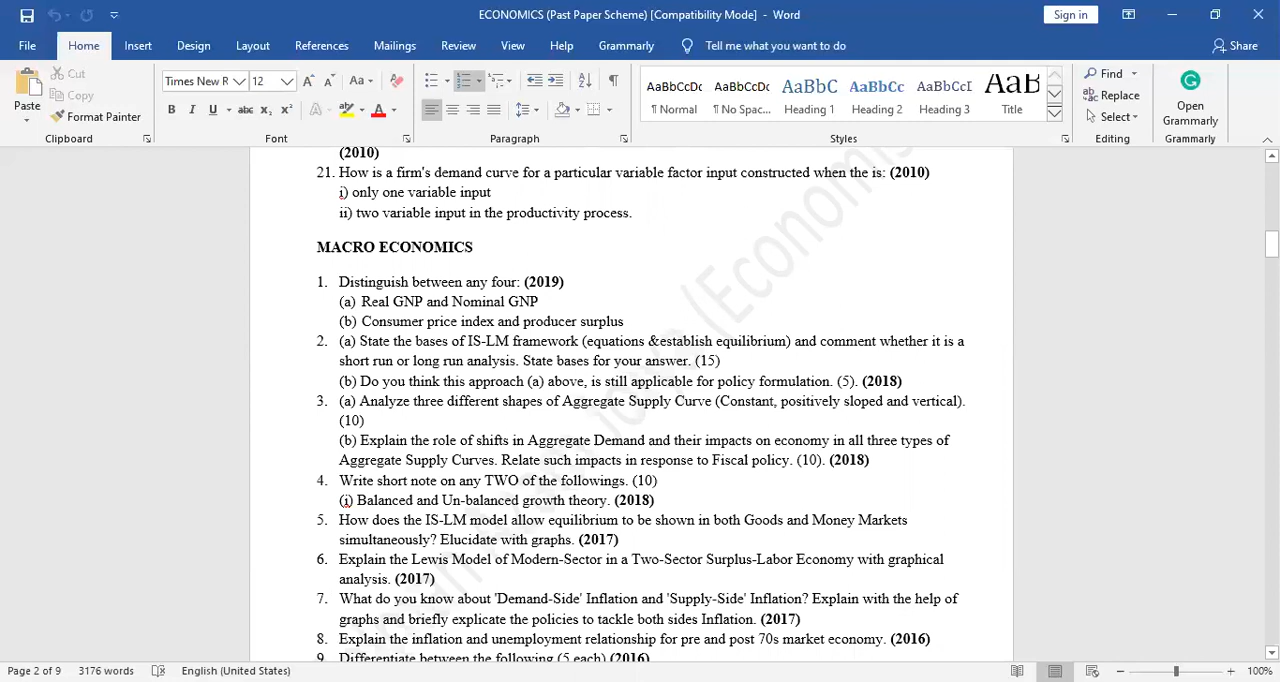 ECONOMICS (Past Paper Scheme) [Compatibility Mode] - Word
Sign in
File Home Insert Design Layout References Mailings Review View Help Grammarly Tell me what you want to do Share
Paste
Cut
Copy
Format Painter
Clipboard
Times New R 12
Aa
B I U abc x₂ x² A ab A
Font
Paragraph
AaBbCcDc AaBbCcDc AaBbC AaBbCc AaBbCcI AaB
¶ Normal ¶ No Spac... Heading 1 Heading 2 Heading 3 Title
Styles
Find
Replace
Select
Editing
Open
Grammarly
Grammarly
(2010)
21. How is a firm's demand curve for a particular variable factor input constructed when the is: (2010)
i) only one variable input
ii) two variable input in the productivity process.
MACRO ECONOMICS
1. Distinguish between any four: (2019)
(a) Real GNP and Nominal GNP
(b) Consumer price index and producer surplus
2. (a) State the bases of IS-LM framework (equations &establish equilibrium) and comment whether it is a
short run or long run analysis. State bases for your answer. (15)
(b) Do you think this approach (a) above, is still applicable for policy formulation. (5). (2018)
3. (a) Analyze three different shapes of Aggregate Supply Curve (Constant, positively sloped and vertical).
(10)
(b) Explain the role of shifts in Aggregate Demand and their impacts on economy in all three types of
Aggregate Supply Curves. Relate such impacts in response to Fiscal policy. (10). (2018)
4. Write short note on any TWO of the followings. (10)
(i) Balanced and Un-balanced growth theory. (2018)
5. How does the IS-LM model allow equilibrium to be shown in both Goods and Money Markets
simultaneously? Elucidate with graphs. (2017)
6. Explain the Lewis Model of Modern-Sector in a Two-Sector Surplus-Labor Economy with graphical
analysis. (2017)
7. What do you know about 'Demand-Side' Inflation and 'Supply-Side' Inflation? Explain with the help of
graphs and briefly explicate the policies to tackle both sides Inflation. (2017)
8. Explain the inflation and unemployment relationship for pre and post 70s market economy. (2016)
9. Differentiate between the following (5 each) (2016)
Page 2 of 9 3176 words English (United States) 100%